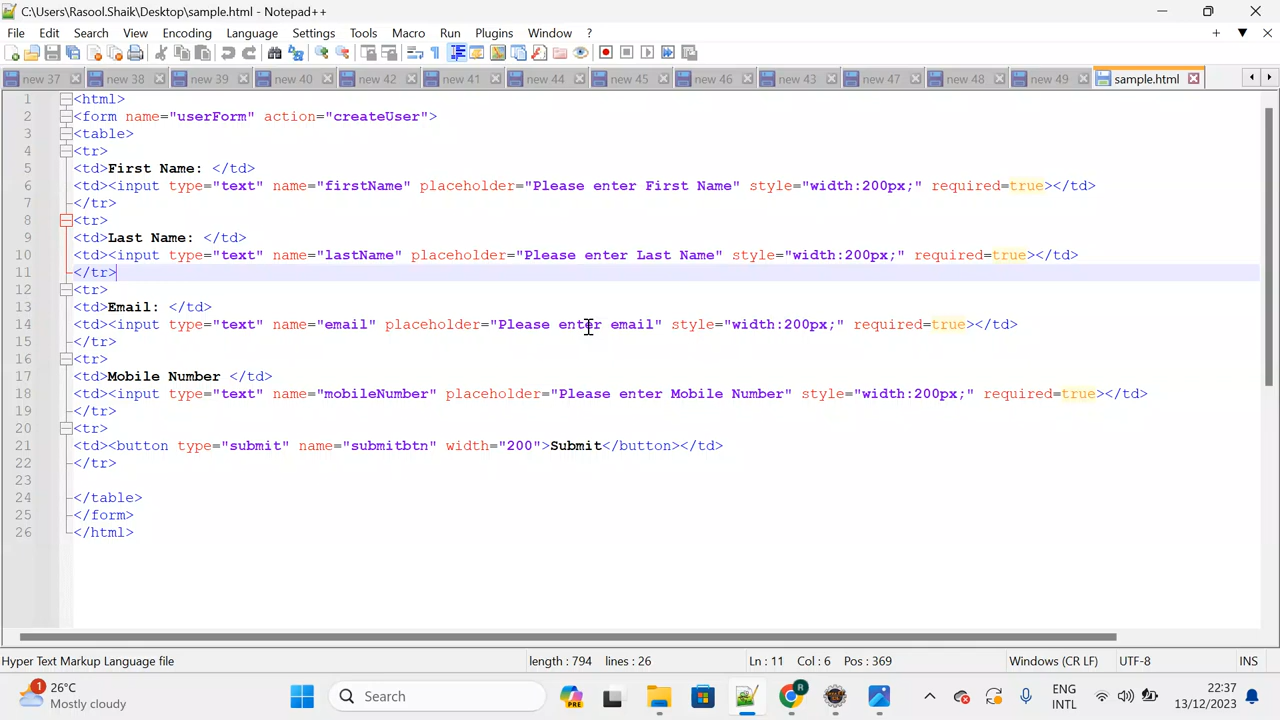 C:\Users\Rasool.Shaik\Desktop\sample.html - Notepad++
File Edit Search View Encoding Language Settings Tools Macro Run Plugins Window ?
new 37 new 38 new 39 new 40 new 42 new 41 new 44 new 45 new 46 new 43 new 47 new 48 new 49 sample.html
1 <html>
2 <form name="userForm" action="createUser">
3 <table>
4 <tr>
5 <td>First Name: </td>
6 <td><input type="text" name="firstName" placeholder="Please enter First Name" style="width:200px;" required=true></td>
7 </tr>
8 <tr>
9 <td>Last Name: </td>
10 <td><input type="text" name="lastName" placeholder="Please enter Last Name" style="width:200px;" required=true></td>
11 </tr>
12 <tr>
13 <td>Email: </td>
14 <td><input type="text" name="email" placeholder="Please enter email" style="width:200px;" required=true></td>
15 </tr>
16 <tr>
17 <td>Mobile Number </td>
18 <td><input type="text" name="mobileNumber" placeholder="Please enter Mobile Number" style="width:200px;" required=true></td>
19 </tr>
20 <tr>
21 <td><button type="submit" name="submitbtn" width="200">Submit</button></td>
22 </tr>
23
24 </table>
25 </form>
26 </html>
Hyper Text Markup Language file length : 794 lines : 26 Ln : 11 Col : 6 Pos : 369 Windows (CR LF) UTF-8 INS
1 26°C Search PRE R ENG 22:37
Mostly cloudy INTL 13/12/2023